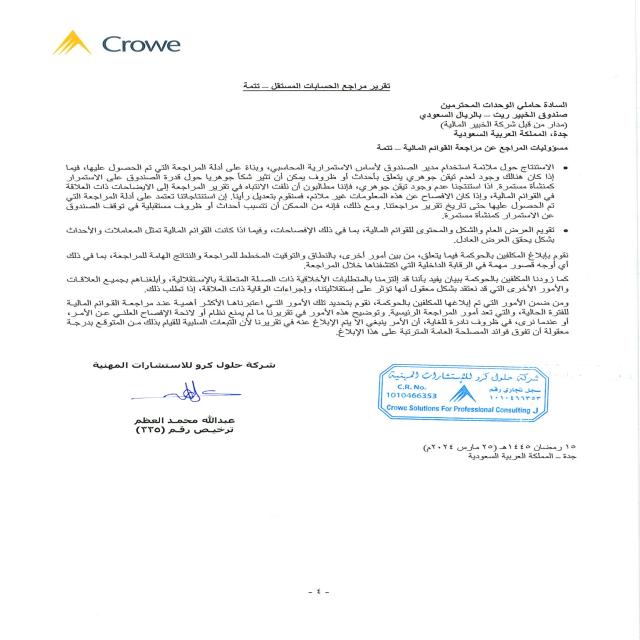 Crowe
تقرير مراجع الحسابات المستقل ... تتمة
السادة حاملي الوحدات المحترمين
صندوق الخبير ريت ... بالريال السعودي
(مدار من قبل شركة الخبير المالية)
جدة، المملكة العربية السعودية
مسؤوليات المراجع عن مراجعة القوائم المالية ... تتمة
• الاستنتاج حول ملائمة استخدام مدير الصندوق لأساس الاستمرارية المحاسبي، وبناءً على أدلة المراجعة التي تم الحصول عليها، فيما
إذا كان هنالك وجود لعدم تيقن جوهري يتعلق بأحداث أو ظروف يمكن أن تثير شكاً جوهرياً حول قدرة الصندوق على الاستمرار
كمنشأة مستمرة. اذا استنتجنا عدم وجود تيقن جوهري، فإننا مطالبون أن نلفت الانتباه في تقرير المراجعة إلى الايضاحات ذات العلاقة
في القوائم المالية، وإذا كان الافصاح عن هذه المعلومات غير ملائم، فسنقوم بتعديل رأينا. إن استنتاجاتنا تعتمد على أدلة المراجعة التي
تم الحصول عليها حتى تاريخ تقرير مراجعتنا. ومع ذلك، فإنه من الممكن أن تتسبب أحداث أو ظروف مستقبلية في توقف الصندوق
عن الاستمرار كمنشأة مستمرة.
• تقويم العرض العام والشكل والمحتوى للقوائم المالية، بما في ذلك الإفصاحات، وفيما اذا كانت القوائم المالية تمثل المعاملات والأحداث
بشكل يحقق العرض العادل.
نقوم بإبلاغ المكلفين بالحوكمة فيما يتعلق، من بين أمور أخرى، بالنطاق والتوقيت المخطط للمراجعة والنتائج الهامة للمراجعة، بما في ذلك
أي أوجه قصور مهمة في الرقابة الداخلية التي اكتشفناها خلال المراجعة.
كما زودنا المكلفين بالحوكمة ببيان يفيد بأننا قد التزمنا بالمتطلبات الأخلاقية ذات الصلة المتعلقة بالإستقلالية، وأبلغناهم بجميع العلاقات
والأمور الأخرى التي قد نعتقد بشكل معقول أنها تؤثر على إستقلاليتنا، وإجراءات الوقاية ذات العلاقة، إذا تطلب ذلك.
ومن ضمن الأمور التي تم إبلاغها للمكلفين بالحوكمة، نقوم بتحديد تلك الأمور التي اعتبرناها الأكثر أهمية عند مراجعة القوائم المالية
للفترة الحالية، والتي تعد أمور المراجعة الرئيسية. وتوضيح هذه الأمور في تقريرنا ما لم يمنع نظام أو لائحة الإفصاح العلني عن الأمر،
أو عندما نرى، في ظروف نادرة للغاية، أن الأمر ينبغي ألا يتم الإبلاغ عنه في تقريرنا لأن التبعات السلبية للقيام بذلك من المتوقع بدرجة
معقولة أن تفوق فوائد المصلحة العامة المترتبة على هذا الإبلاغ.
شركة حلول كرو للاستشارات المهنية
عبدالله محمد العظم
ترخيص رقم (٣٣٥)
شركة حلول كرو للإستشارات المهنية
C.R. No.
1010466353
سجل تجاري رقم
١٠١٠٤٦٦٣٥٣
Crowe Solutions For Professional Consulting J
١٥ رمضان ١٤٤٥هـ (٢٥ مارس ٢٠٢٤م)
جدة – المملكة العربية السعودية
- ٤ -